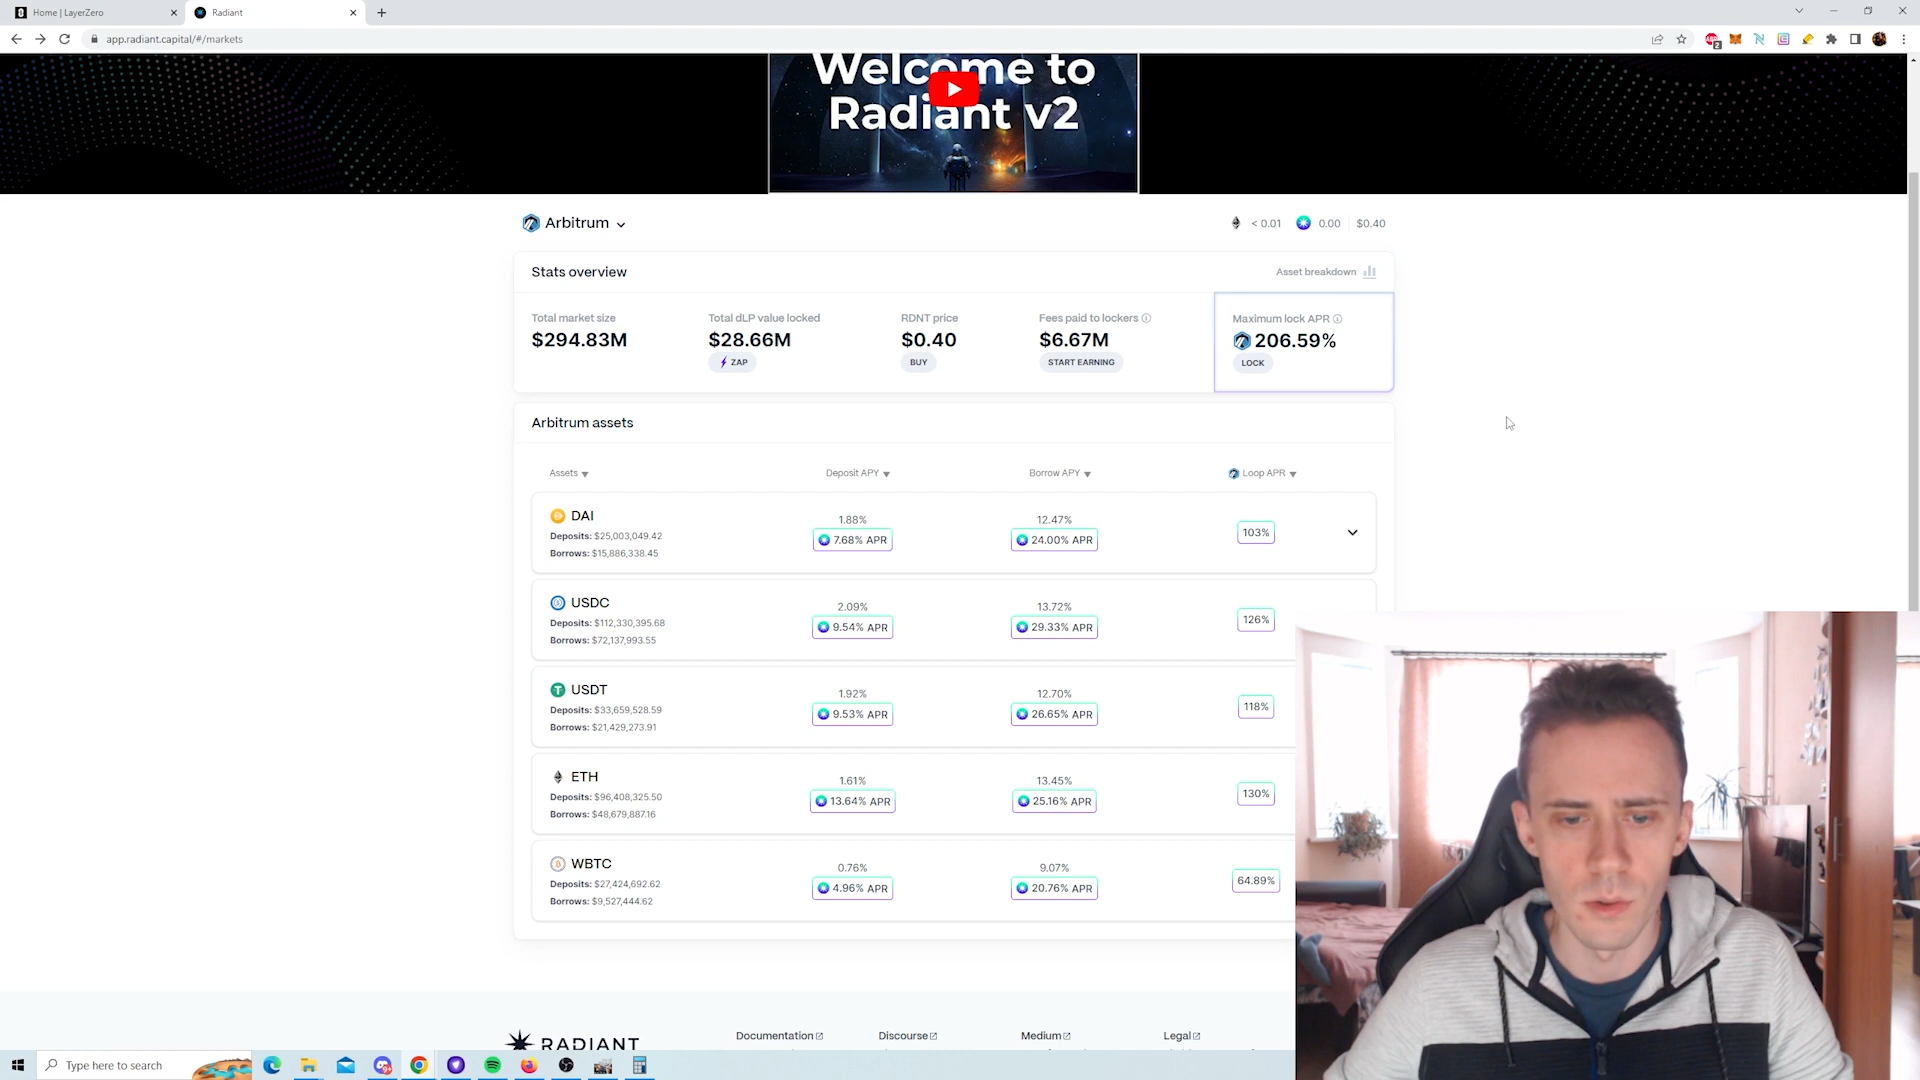 Home | LayerZero
Radiant
app.radiant.capital/#/markets
2
Welcome to
Radiant v2
Arbitrum
< 0.01
0.00
$0.40
Stats overview
Asset breakdown
Total market size
$294.83M
Total dLP value locked
$28.66M
ZAP
RDNT price
$0.40
BUY
Fees paid to lockers
$6.67M
START EARNING
Maximum lock APR
206.59%
LOCK
Arbitrum assets
Assets
Deposit APY
Borrow APY
Loop APR
DAI
Deposits: $25,003,049.42
Borrows: $15,886,338.45
1.88%
7.68% APR
12.47%
24.00% APR
103%
USDC
Deposits: $112,330,395.68
Borrows: $72,137,993.55
2.09%
9.54% APR
13.72%
29.33% APR
126%
USDT
Deposits: $33,659,528.59
Borrows: $21,429,273.91
1.92%
9.53% APR
12.70%
26.65% APR
118%
ETH
Deposits: $96,408,325.50
Borrows: $48,679,887.16
1.61%
13.64% APR
13.45%
25.16% APR
130%
WBTC
Deposits: $27,424,692.62
Borrows: $9,527,444.62
0.76%
4.96% APR
9.07%
20.76% APR
64.89%
RADIANT
Documentation
Discourse
Medium
Legal
Type here to search